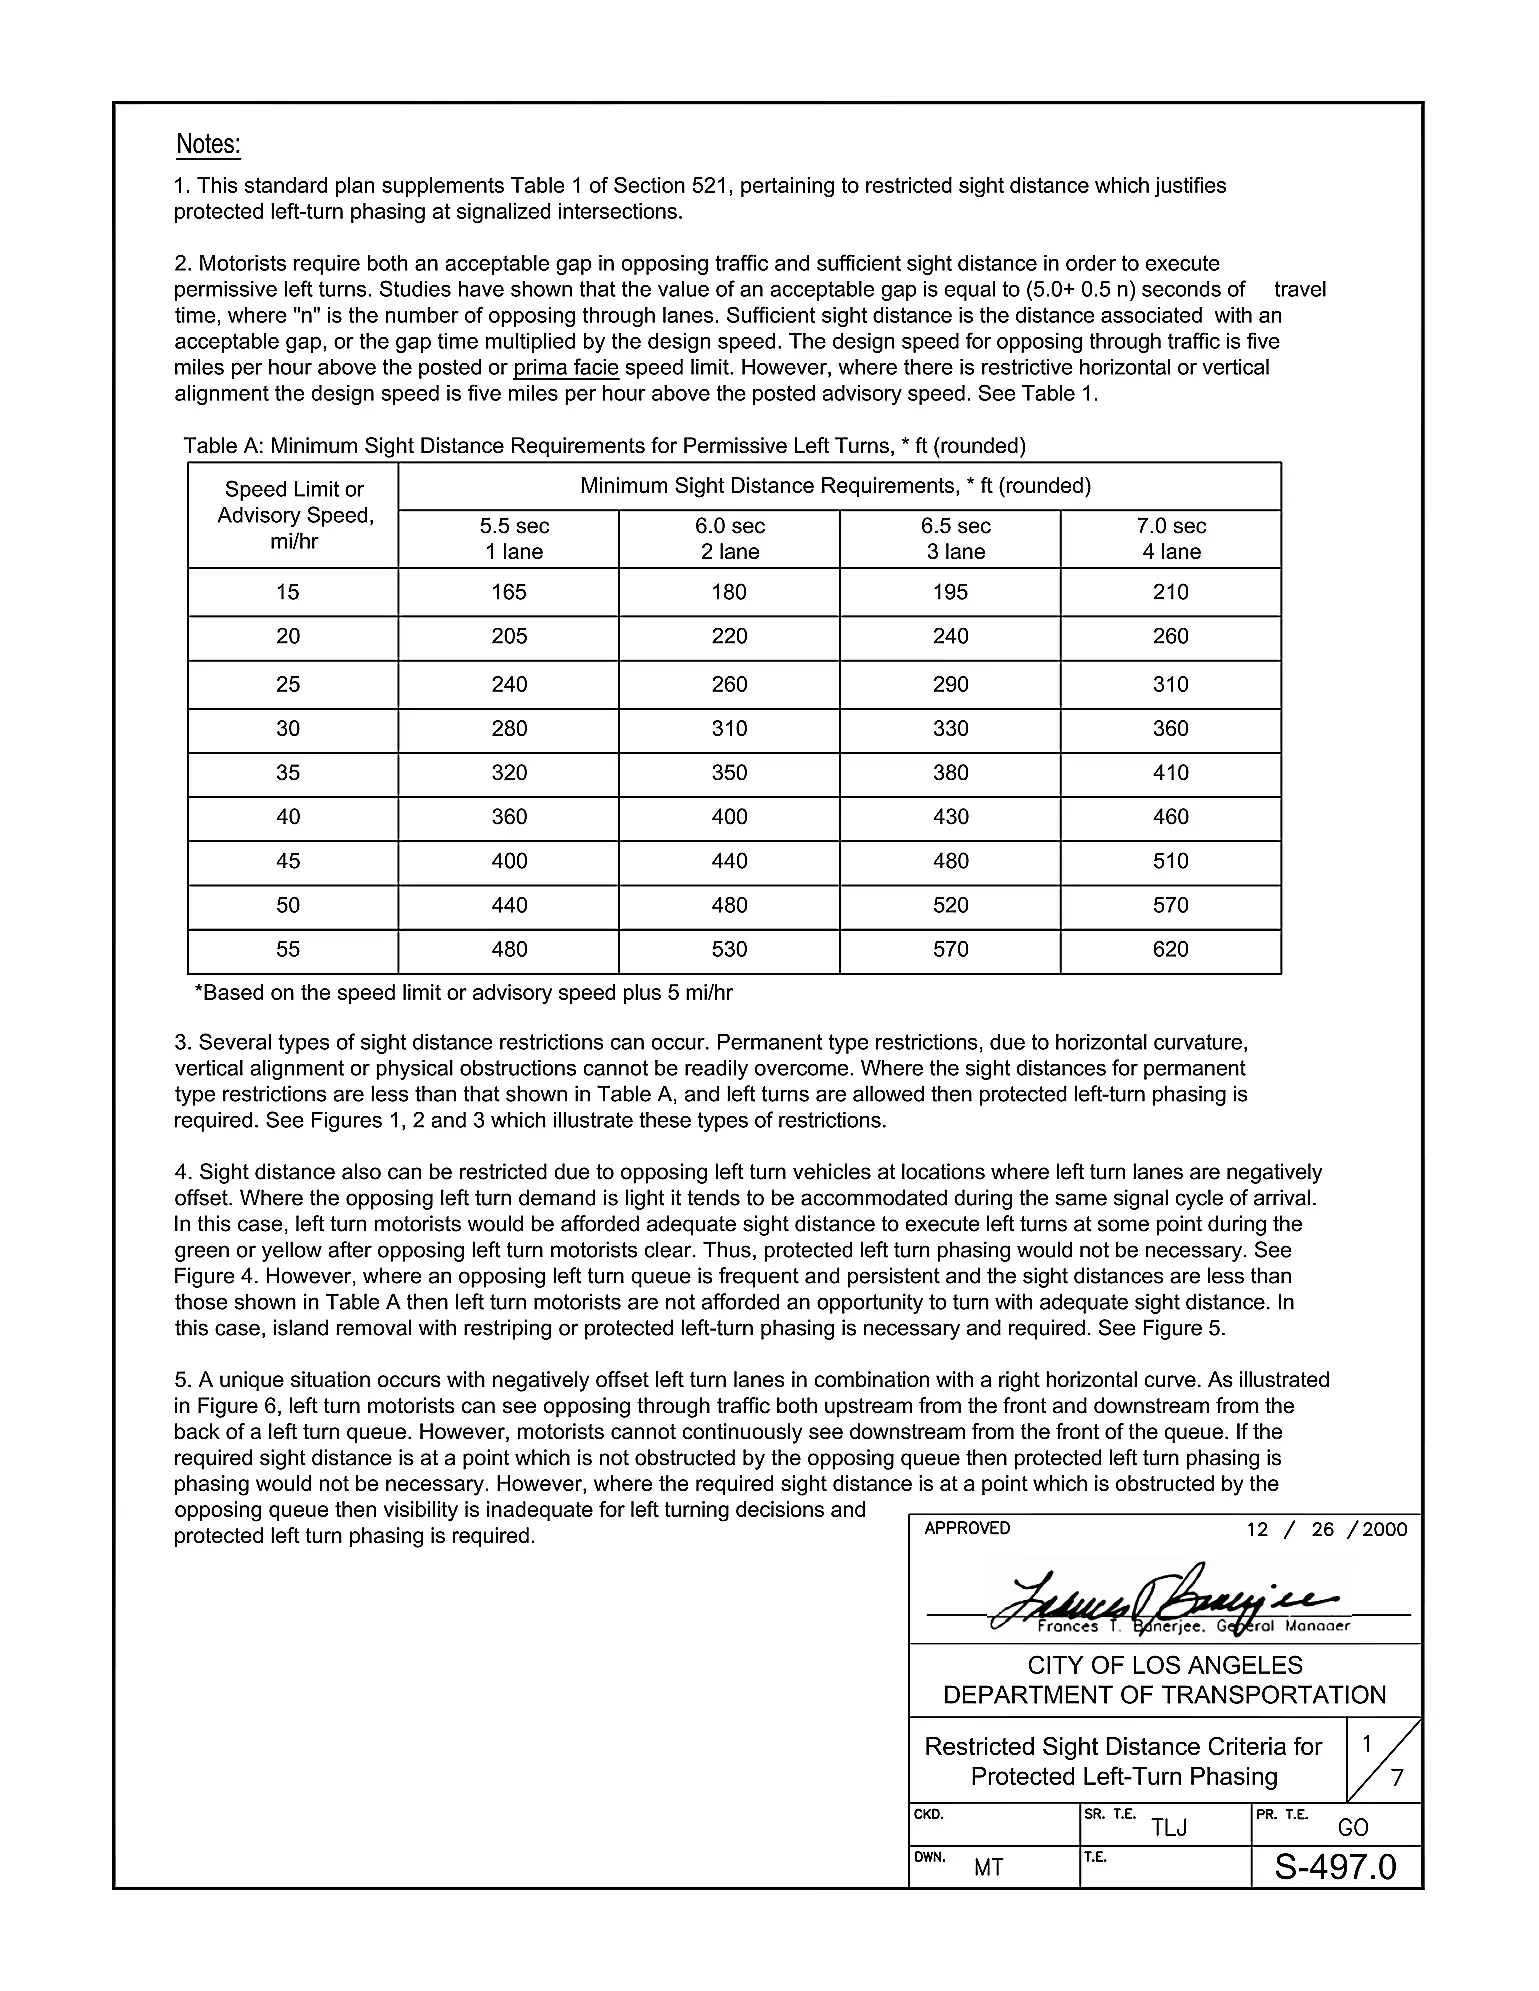 Notes:
1. This standard plan supplements Table 1 of Section 521, pertaining to restricted sight distance which justifies
protected left-turn phasing at signalized intersections.
2. Motorists require both an acceptable gap in opposing traffic and sufficient sight distance in order to execute
permissive left turns. Studies have shown that the value of an acceptable gap is equal to (5.0+ 0.5 n) seconds of travel
time, where "n" is the number of opposing through lanes. Sufficient sight distance is the distance associated with an
acceptable gap, or the gap time multiplied by the design speed. The design speed for opposing through traffic is five
miles per hour above the posted or prima facie speed limit. However, where there is restrictive horizontal or vertical
alignment the design speed is five miles per hour above the posted advisory speed. See Table 1.
Table A: Minimum Sight Distance Requirements for Permissive Left Turns, * ft (rounded)
Speed Limit or
Advisory Speed,
mi/hr
Minimum Sight Distance Requirements, * ft (rounded)
5.5 sec 6.0 sec 6.5 sec 7.0 sec
1 lane 2 lane 3 lane 4 lane
15 165 180 195 210
20 205 220 240 260
25 240 260 290 310
30 280 310 330 360
35 320 350 380 410
40 360 400 430 460
45 400 440 480 510
50 440 480 520 570
55 480 530 570 620
*Based on the speed limit or advisory speed plus 5 mi/hr
3. Several types of sight distance restrictions can occur. Permanent type restrictions, due to horizontal curvature,
vertical alignment or physical obstructions cannot be readily overcome. Where the sight distances for permanent
type restrictions are less than that shown in Table A, and left turns are allowed then protected left-turn phasing is
required. See Figures 1, 2 and 3 which illustrate these types of restrictions.
4. Sight distance also can be restricted due to opposing left turn vehicles at locations where left turn lanes are negatively
offset. Where the opposing left turn demand is light it tends to be accommodated during the same signal cycle of arrival.
In this case, left turn motorists would be afforded adequate sight distance to execute left turns at some point during the
green or yellow after opposing left turn motorists clear. Thus, protected left turn phasing would not be necessary. See
Figure 4. However, where an opposing left turn queue is frequent and persistent and the sight distances are less than
those shown in Table A then left turn motorists are not afforded an opportunity to turn with adequate sight distance. In
this case, island removal with restriping or protected left-turn phasing is necessary and required. See Figure 5.
5. A unique situation occurs with negatively offset left turn lanes in combination with a right horizontal curve. As illustrated
in Figure 6, left turn motorists can see opposing through traffic both upstream from the front and downstream from the
back of a left turn queue. However, motorists cannot continuously see downstream from the front of the queue. If the
required sight distance is at a point which is not obstructed by the opposing queue then protected left turn phasing is
phasing would not be necessary. However, where the required sight distance is at a point which is obstructed by the
opposing queue then visibility is inadequate for left turning decisions and
protected left turn phasing is required.
APPROVED 12 / 26 / 2000
Frances T. Banerjee
Frances T. Banerjee, General Manager
CITY OF LOS ANGELES
DEPARTMENT OF TRANSPORTATION
Restricted Sight Distance Criteria for
Protected Left-Turn Phasing
1/7
CKD. SR. T.E. TLJ PR. T.E. GO
DWN. MT T.E. S-497.0